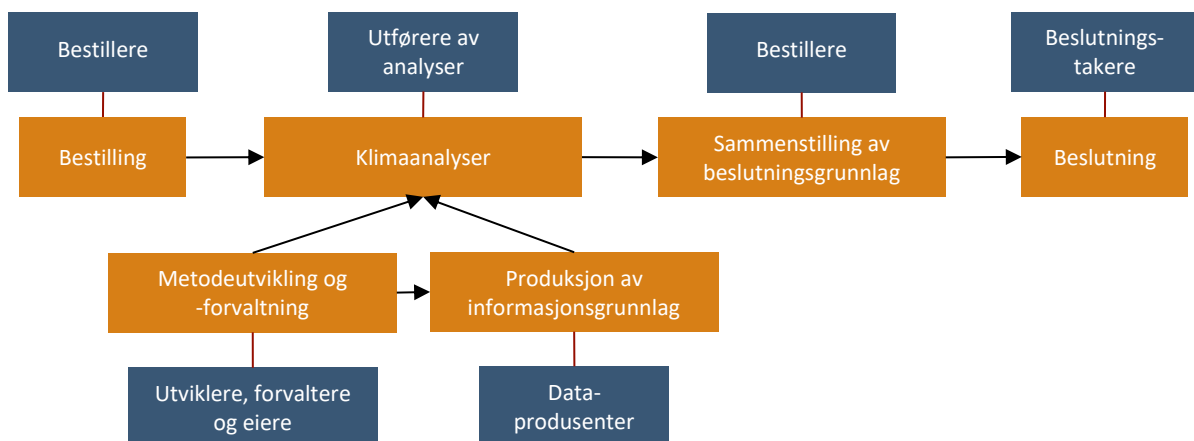 Bestillere
Utførere av
analyser
Bestillere
Beslutnings-
takere
Bestilling
Klimaanalyser
Sammenstilling av
beslutningsgrunnlag
Beslutning
Metodeutvikling og
-forvaltning
Produksjon av
informasjonsgrunnlag
Utviklere, forvaltere
og eiere
Data-
produsenter